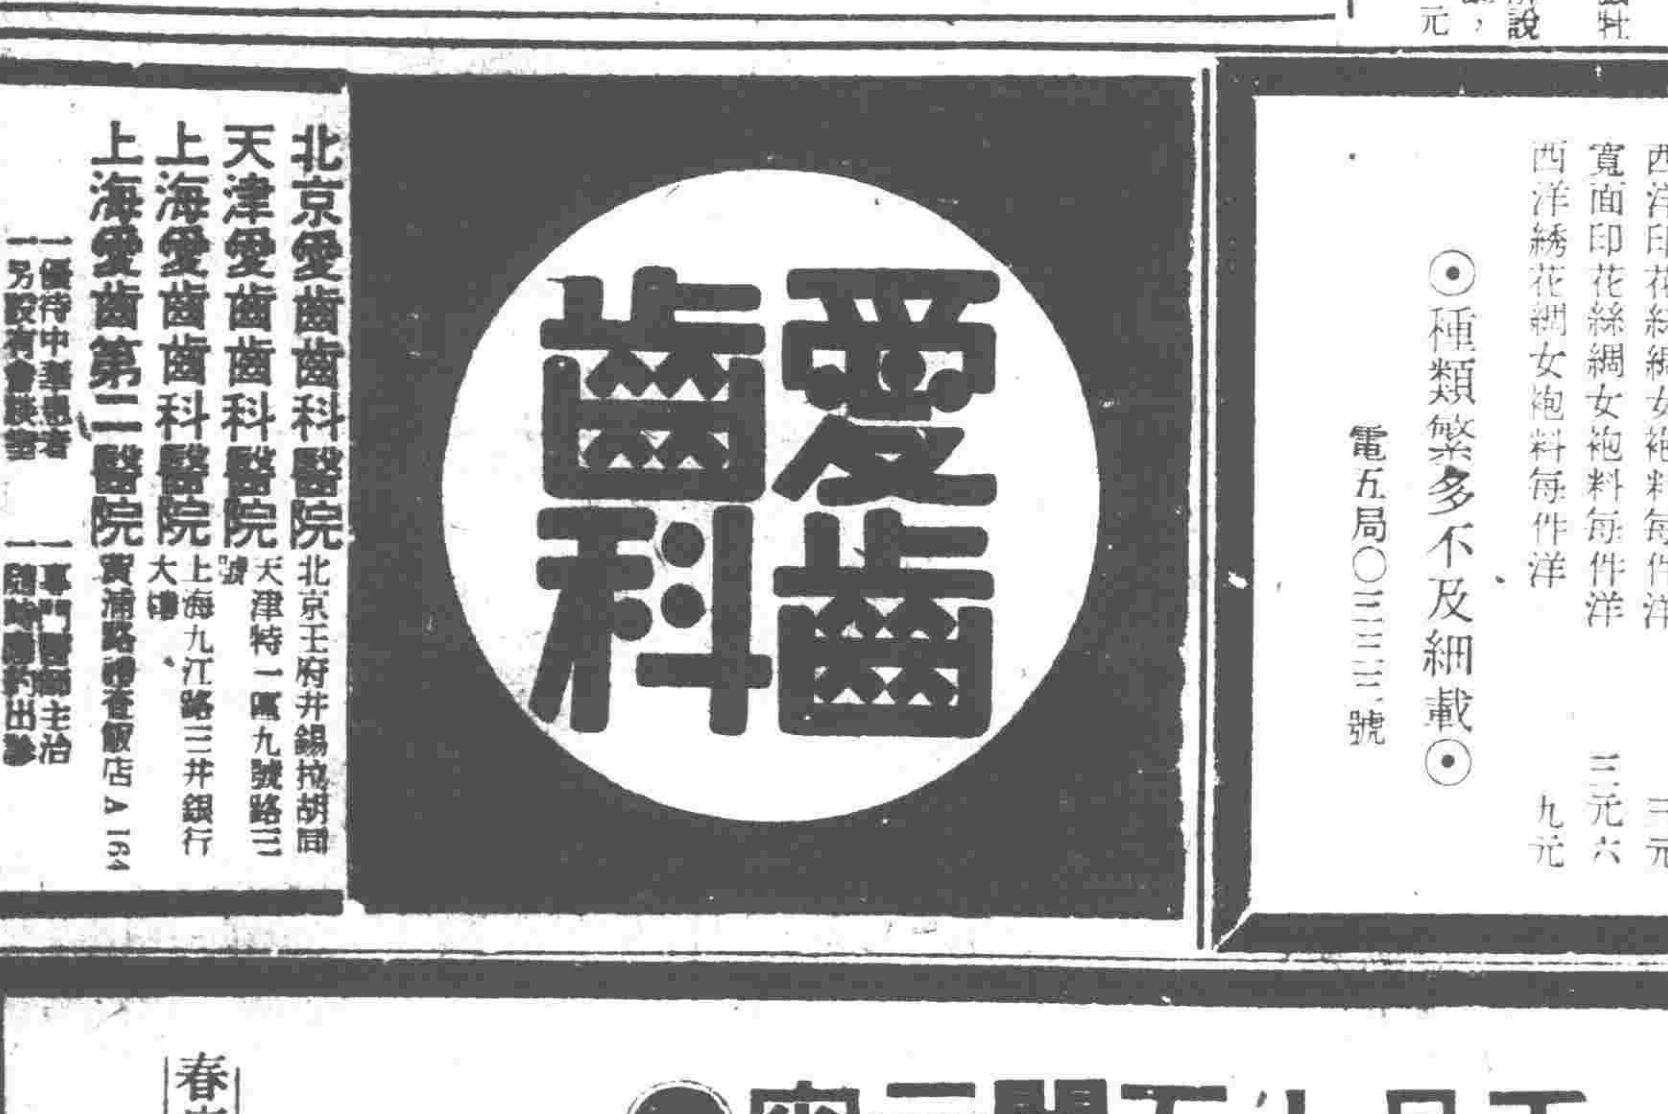 西洋印花絲綢女袍料每件洋 三元
寬面印花絲綢女袍料每件洋 三元六
西洋綉花綢女袍料每件洋 九元
⊙種類繁多不及細載⊙
電五局〇三三三號
愛齒
齒科
北京愛齒齒科醫院 北京王府井錫拉胡同
天津愛齒齒科醫院 天津特一區九號路三號
上海愛齒齒科醫院 上海九江路三井銀行大樓
上海愛齒第二醫院 黃浦路禮查飯店A164
一優待中華患者 一專門醫師主治
一另設有會談室 一隨時應約出診
春